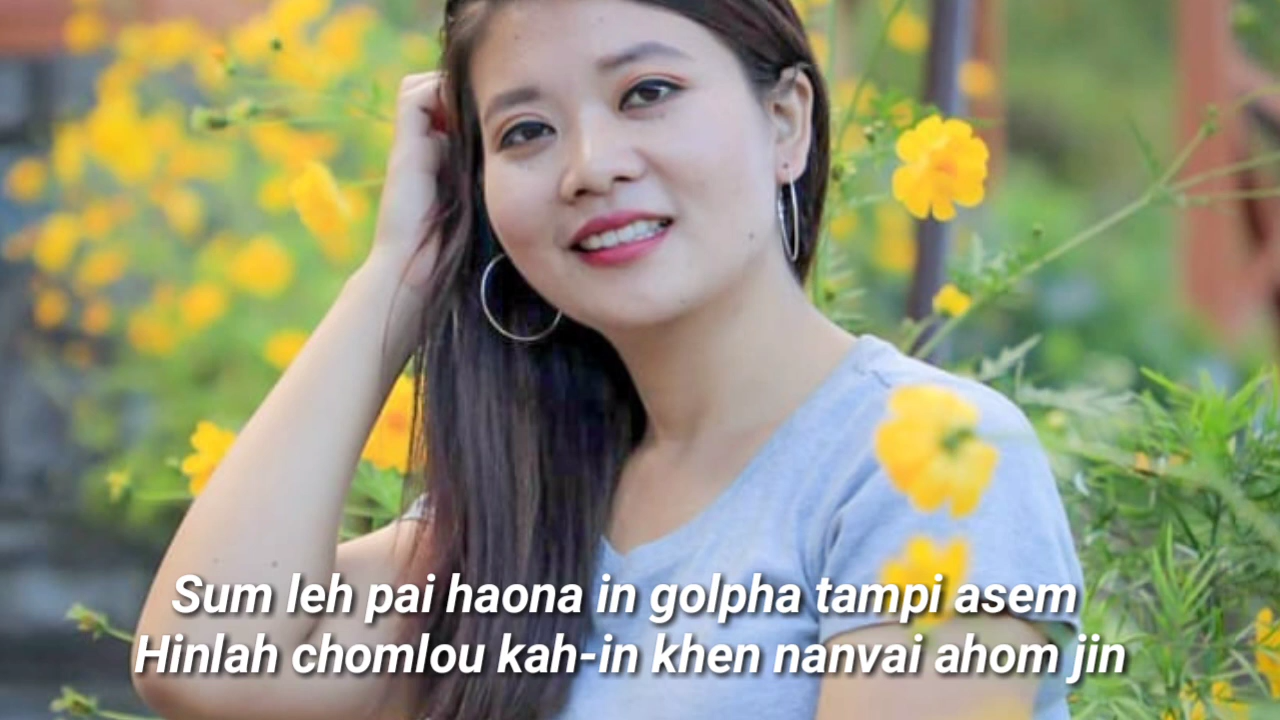 Sum leh pai haona in golpha tampi asem
Hinlah chomlou kah-in khen nanvai ahom jin